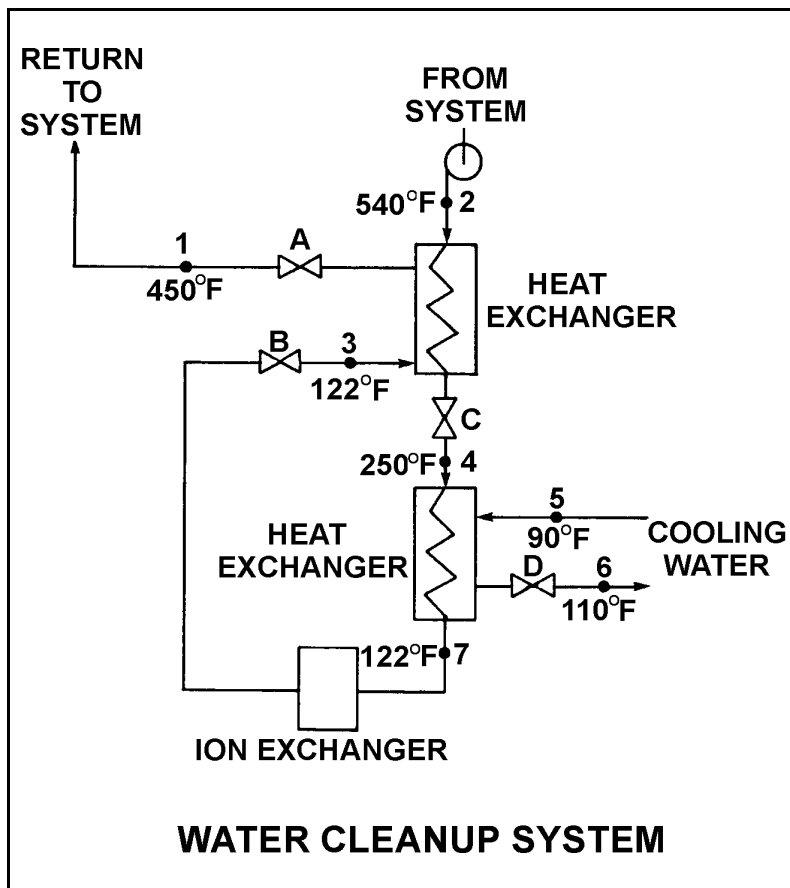 RETURN
TO
SYSTEM
FROM
SYSTEM
540°F
2
1
A
450°F
HEAT
EXCHANGER
B
3
122°F
C
250°F
4
HEAT
EXCHANGER
5
90°F
COOLING
WATER
D
6
110°F
122°F
7
ION EXCHANGER
WATER CLEANUP SYSTEM